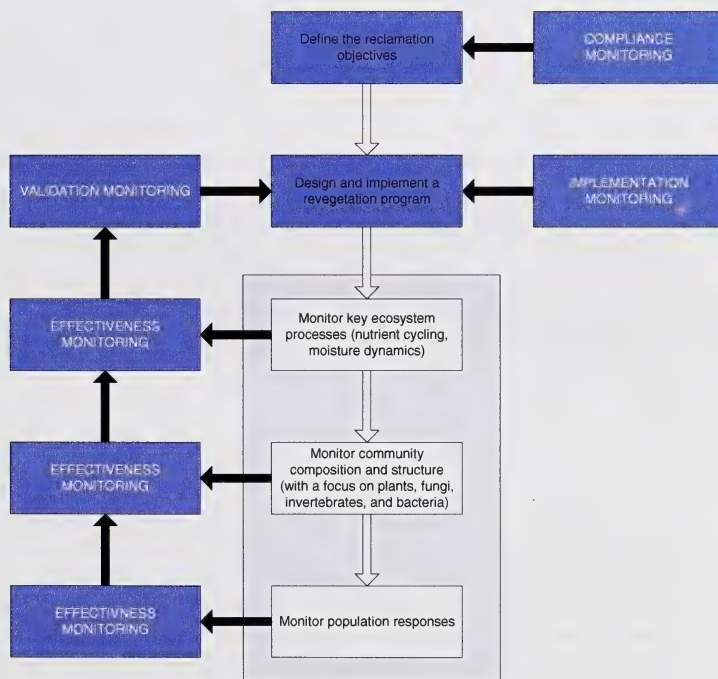 Define the reclamation
objectives
COMPLIANCE
MONITORING
VALIDATION MONITORING
Design and implement a
revegetation program
IMPLEMENTATION
MONITORING
EFFECTIVENESS
MONITORING
Monitor key ecosystem
processes (nutrient cycling,
moisture dynamics)
EFFECTIVENESS
MONITORING
Monitor community
composition and structure
(with a focus on plants, fungi,
invertebrates, and bacteria)
EFFECTIVNESS
MONITORING
Monitor population responses